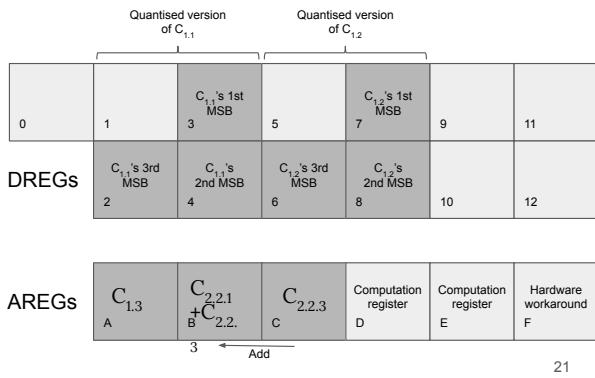 Quantised version
of C₁.₁
Quantised version
of C₁.₂
C₁.₁'s 1st
MSB
C₁.₂'s 1st
MSB
0
1
3
5
7
9
11
DREGs
C₁.₁'s 3rd
MSB
C₁.₁'s
2nd MSB
C₁.₂'s 3rd
MSB
C₁.₂'s
2nd MSB
2
4
6
8
10
12
AREGs
C₁.₃
C₂.₂.₁
+C₂.₂.
3
C₂.₂.₃
Computation
register
Computation
register
Hardware
workaround
A
B
C
D
E
F
Add
21